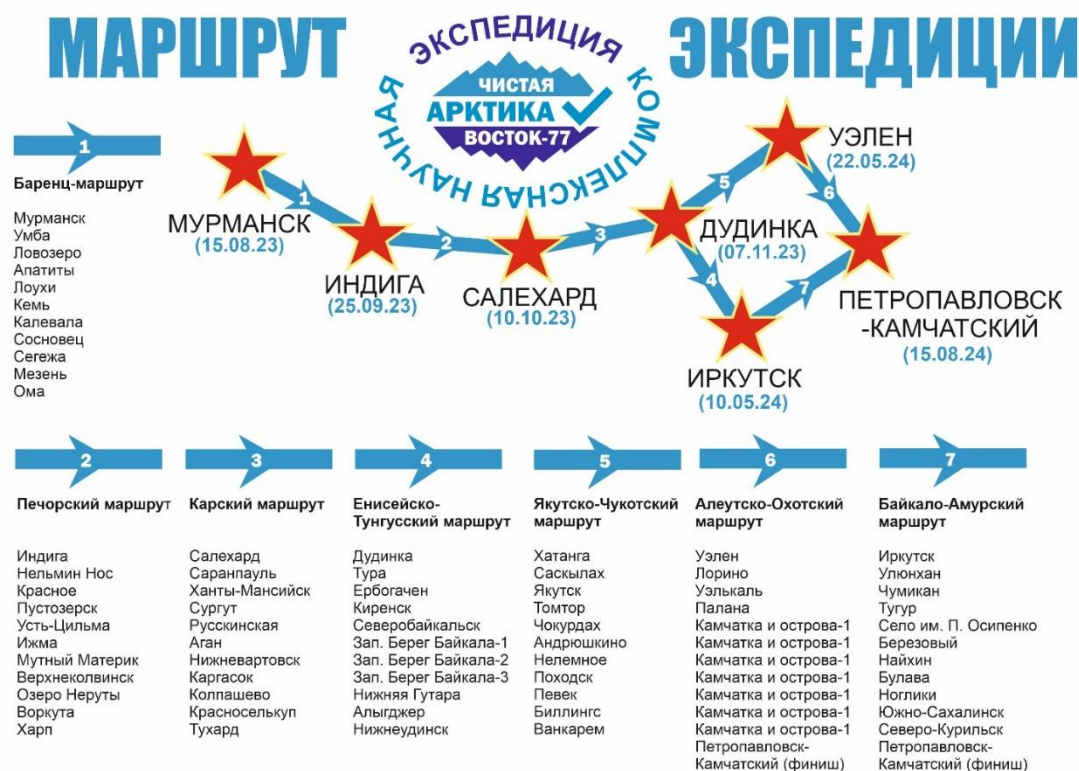 МАРШРУТ
ЭКСПЕДИЦИИ
КОМПЛЕКСНАЯ НАУЧНАЯ ЭКСПЕДИЦИЯ
ЧИСТАЯ
АРКТИКА
ВОСТОК-77
МУРМАНСК
(15.08.23)
1
ИНДИГА
(25.09.23)
2
САЛЕХАРД
(10.10.23)
3
ДУДИНКА
(07.11.23)
4
5
УЭЛЕН
(22.05.24)
6
ИРКУТСК
(10.05.24)
7
ПЕТРОПАВЛОВСК
-КАМЧАТСКИЙ
(15.08.24)
1
Баренц-маршрут
Мурманск
Умба
Ловозеро
Апатиты
Лоухи
Кемь
Калевала
Сосновец
Сегежа
Мезень
Ома
2
Печорский маршрут
Индига
Нельмин Нос
Красное
Пустозерск
Усть-Цильма
Ижма
Мутный Материк
Верхнеколвинск
Озеро Неруты
Воркута
Харп
3
Карский маршрут
Салехард
Саранпауль
Ханты-Мансийск
Сургут
Русскинская
Аган
Нижневартовск
Каргасок
Колпашево
Красноселькуп
Тухард
4
Енисейско-
Тунгусский маршрут
Дудинка
Тура
Ербогачен
Киренск
Северобайкальск
Зап. Берег Байкала-1
Зап. Берег Байкала-2
Зап. Берег Байкала-3
Нижняя Гутара
Алыгджер
Нижнеудинск
5
Якутско-Чукотский
маршрут
Хатанга
Саскылах
Якутск
Томтор
Чокурдах
Андрюшкино
Нелемное
Походск
Певек
Биллингс
Ванкарем
6
Алеутско-Охотский
маршрут
Уэлен
Лорино
Уэлькаль
Палана
Камчатка и острова-1
Камчатка и острова-1
Камчатка и острова-1
Камчатка и острова-1
Камчатка и острова-1
Камчатка и острова-1
Камчатка и острова-1
Петропавловск-
Камчатский (финиш)
7
Байкало-Амурский
маршрут
Иркутск
Улюнхан
Чумикан
Тугур
Село им. П. Осипенко
Березовый
Найхин
Булава
Ноглики
Южно-Сахалинск
Северо-Курильск
Петропавловск-
Камчатский (финиш)